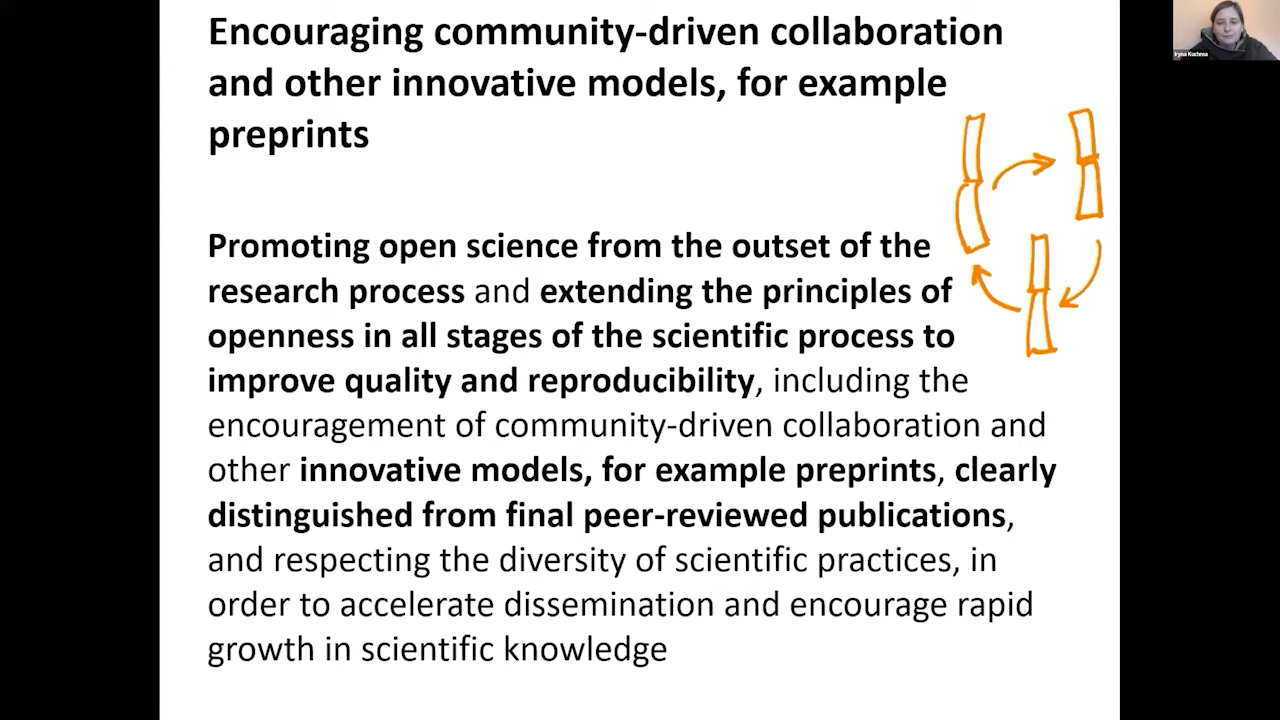 Encouraging community-driven collaboration
and other innovative models, for example
preprints
Promoting open science from the outset of the
research process and extending the principles of
openness in all stages of the scientific process to
improve quality and reproducibility, including the
encouragement of community-driven collaboration and
other innovative models, for example preprints, clearly
distinguished from final peer-reviewed publications,
and respecting the diversity of scientific practices, in
order to accelerate dissemination and encourage rapid
growth in scientific knowledge
Iryna Kuchma